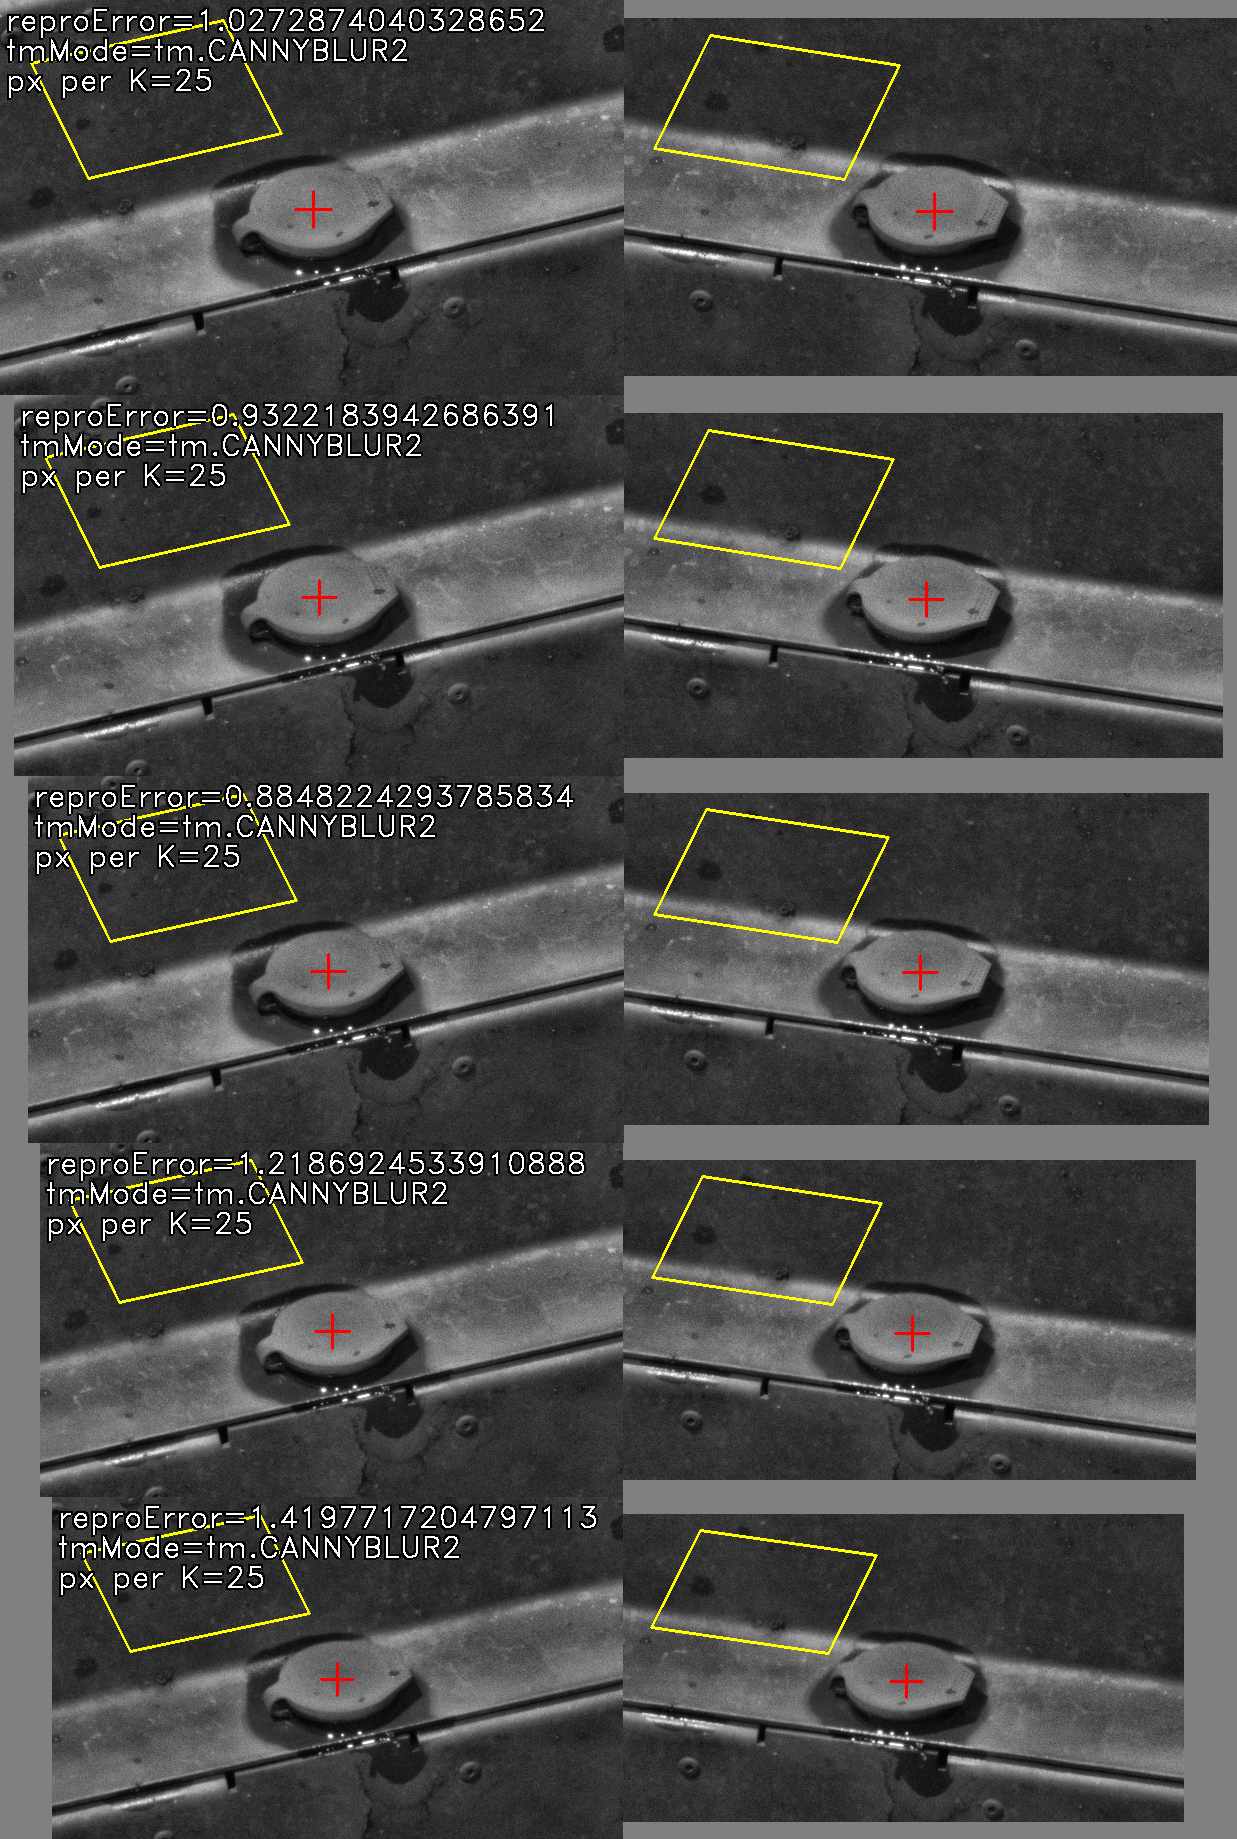 reproError=1.0272874040328652
tmMode=tm.CANNYBLUR2
px per K=25
reproError=0.9322183942686391
tmMode=tm.CANNYBLUR2
px per K=25
reproError=0.8848224293785834
tmMode=tm.CANNYBLUR2
px per K=25
reproError=1.2186924533910888
tmMode=tm.CANNYBLUR2
px per K=25
reproError=1.4197717204797113
tmMode=tm.CANNYBLUR2
px per K=25